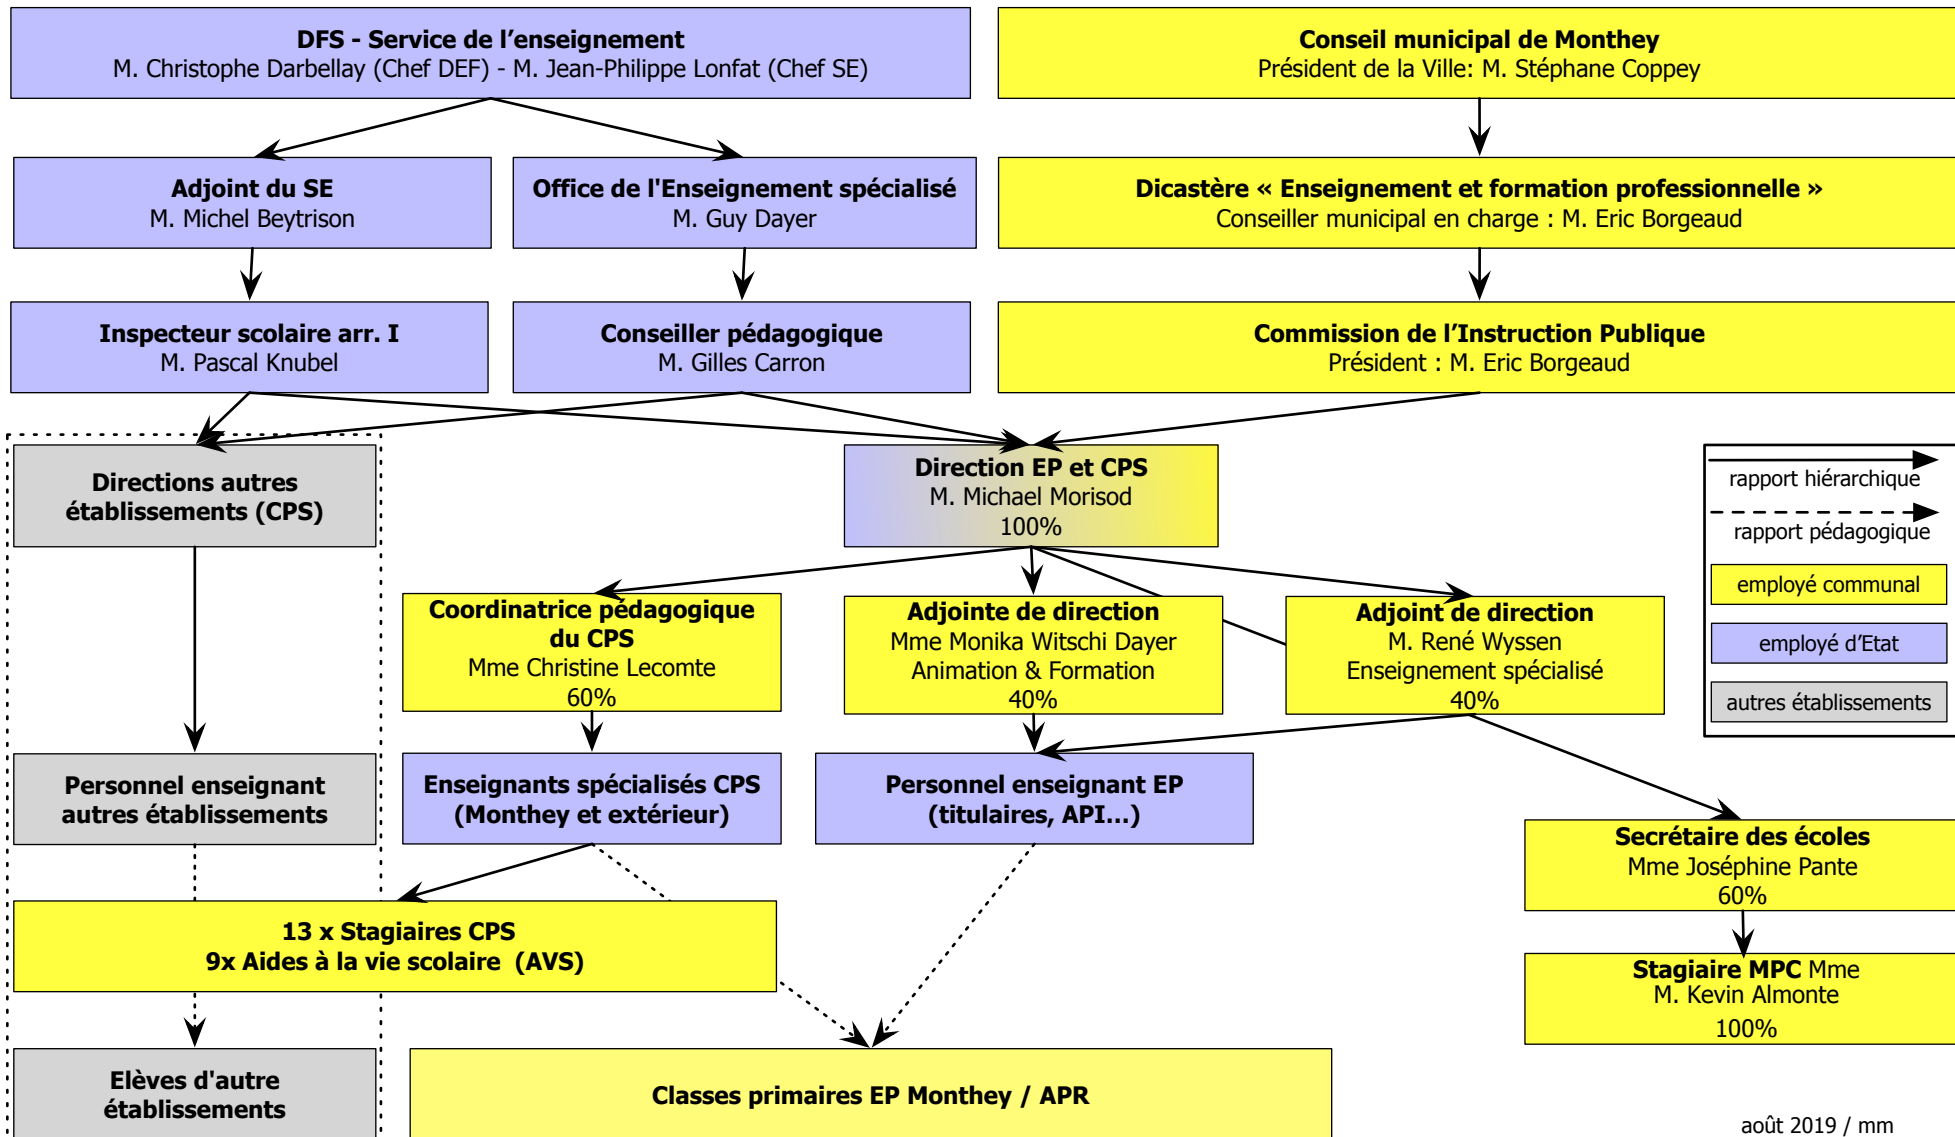 DFS - Service de l’enseignement
M. Christophe Darbellay (Chef DEF) - M. Jean-Philippe Lonfat (Chef SE)
Conseil municipal de Monthey
Président de la Ville: M. Stéphane Coppey
Adjoint du SE
M. Michel Beytrison
Office de l'Enseignement spécialisé
M. Guy Dayer
Dicastère « Enseignement et formation professionnelle »
Conseiller municipal en charge : M. Eric Borgeaud
Inspecteur scolaire arr. I
M. Pascal Knubel
Conseiller pédagogique
M. Gilles Carron
Commission de l’Instruction Publique
Président : M. Eric Borgeaud
Directions autres
établissements (CPS)
Direction EP et CPS
M. Michael Morisod
100%
rapport hiérarchique
rapport pédagogique
employé communal
employé d’Etat
autres établissements
Coordinatrice pédagogique
du CPS
Mme Christine Lecomte
60%
Adjointe de direction
Mme Monika Witschi Dayer
Animation & Formation
40%
Adjoint de direction
M. René Wyssen
Enseignement spécialisé
40%
Personnel enseignant
autres établissements
Enseignants spécialisés CPS
(Monthey et extérieur)
Personnel enseignant EP
(titulaires, API…)
Secrétaire des écoles
Mme Joséphine Pante
60%
13 x Stagiaires CPS
9x Aides à la vie scolaire (AVS)
Stagiaire MPC Mme
M. Kevin Almonte
100%
Elèves d'autre
établissements
Classes primaires EP Monthey / APR
août 2019 / mm